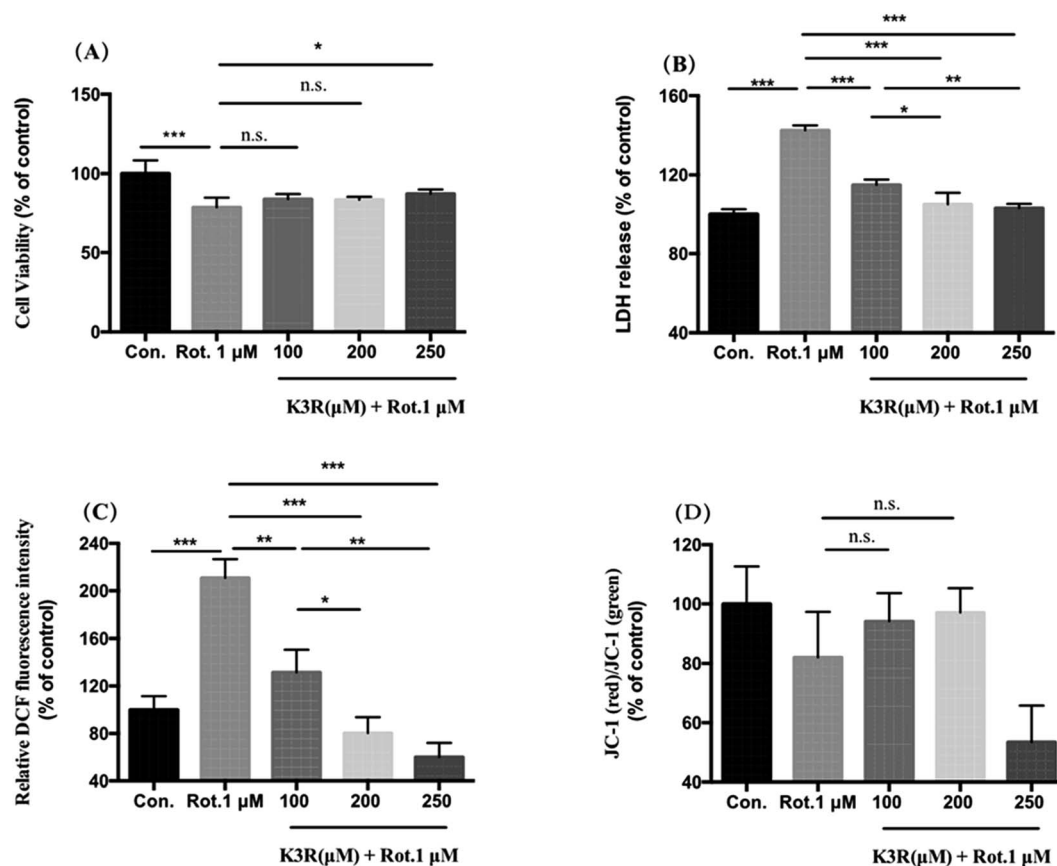 (A)
*
n.s.
***
n.s.
Cell Viability (% of control)
150
100
50
0
Con.
Rot. 1 µM
100
200
250
K3R(µM) + Rot.1 µM
(B)
***
***
***
***
**
*
LDH release (% of control)
160
120
80
40
Con.
Rot. 1 µM
100
200
250
K3R(µM) + Rot.1 µM
(C)
***
***
***
**
**
*
Relative DCF fluorescence intensity
(% of control)
240
200
160
120
80
40
Con.
Rot.1 µM
100
200
250
K3R(µM) + Rot.1 µM
(D)
n.s.
n.s.
JC-1 (red)/JC-1 (green)
(% of control)
120
100
80
60
40
Con.
Rot.1 µM
100
200
250
K3R(µM) + Rot.1 µM